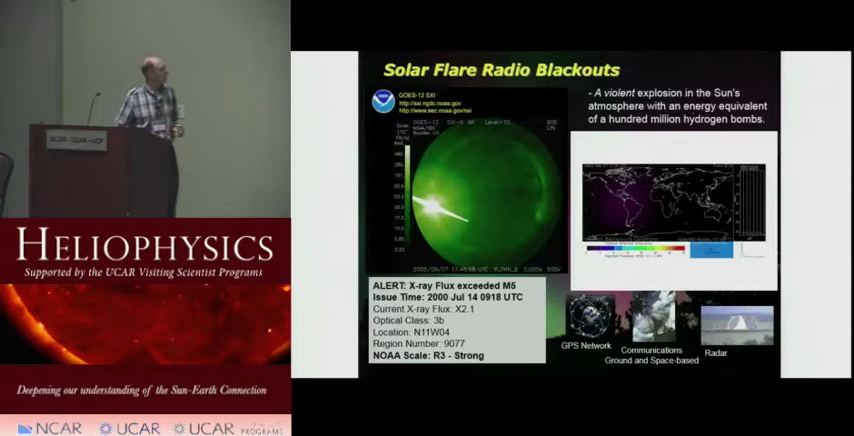 NCAR · UCAR · UCP
HELIOPHYSICS
Supported by the UCAR Visiting Scientist Programs
Deepening our understanding of the Sun-Earth Connection
NCAR
UCAR
UCAR
PROGRAMS
Solar Flare Radio Blackouts
GOES-12 SXI
http://sxi.ngdc.noaa.gov
http://www.sec.noaa.gov/sxi
- A violent explosion in the Sun's
atmosphere with an energy equivalent
of a hundred million hydrogen bombs.
ALERT: X-ray Flux exceeded M5
Issue Time: 2000 Jul 14 0918 UTC
Current X-ray Flux: X2.1
Optical Class: 3b
Location: N11W04
Region Number: 9077
NOAA Scale: R3 - Strong
GPS Network
Communications
Ground and Space-based
Radar